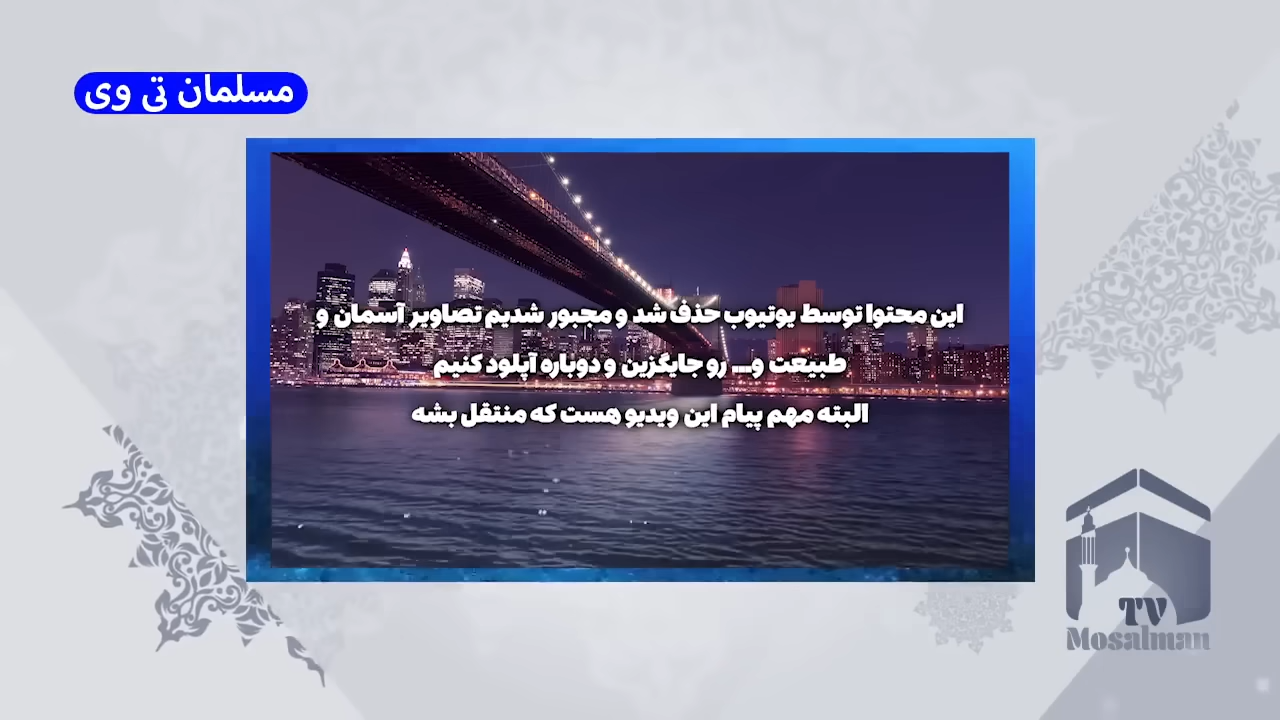 مسلمان تی وی
این محتوا توسط یوتیوب حذف شد و مجبور شدیم تصاویر آسمان و
طبیعت و... رو جایگزین و دوباره آپلود کنیم
البته مهم پیام این ویدیو هست که منتقل بشه
TV
Mosalman